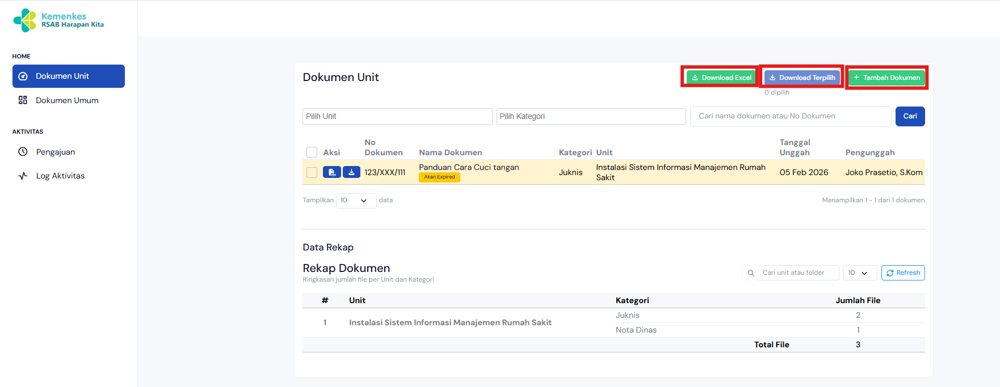 Kemenkes
RSAB Harapan Kita
HOME
Dokumen Unit
Dokumen Umum
AKTIVITAS
Pengajuan
Log Aktivitas
Dokumen Unit
Download Excel
Download Terpilih
+ Tambah Dokumen
0 dipilih
Pilih Unit
Pilih Kategori
Cari nama dokumen atau No Dokumen
Cari
Aksi No Dokumen Nama Dokumen Kategori Unit Tanggal Unggah Pengunggah
PDF
123/XXX/111
Panduan Cara Cuci tangan
Akan Expired
Juknis
Instalasi Sistem Informasi Manajemen Rumah
Sakit
05 Feb 2026
Joko Prasetio, S.Kom
Tampilkan 10 data
Menampilkan 1 - 1 dari 1 dokumen
Data Rekap
Rekap Dokumen
Ringkasan jumlah file per Unit dan Kategori
Cari unit atau folder
10
Refresh
# Unit Kategori Jumlah File
1 Instalasi Sistem Informasi Manajemen Rumah Sakit
Juknis 2
Nota Dinas 1
Total File 3